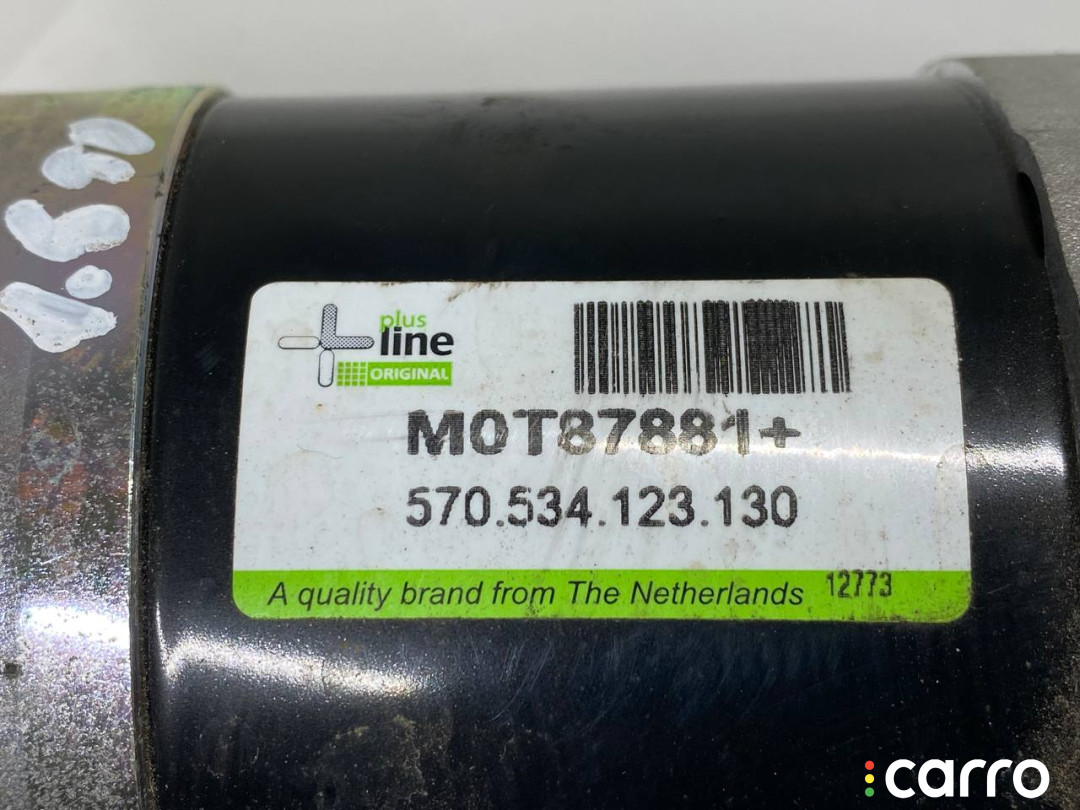 plus
line
ORIGINAL
M0T87881+
570.534.123.130
A quality brand from The Netherlands 12773
carro